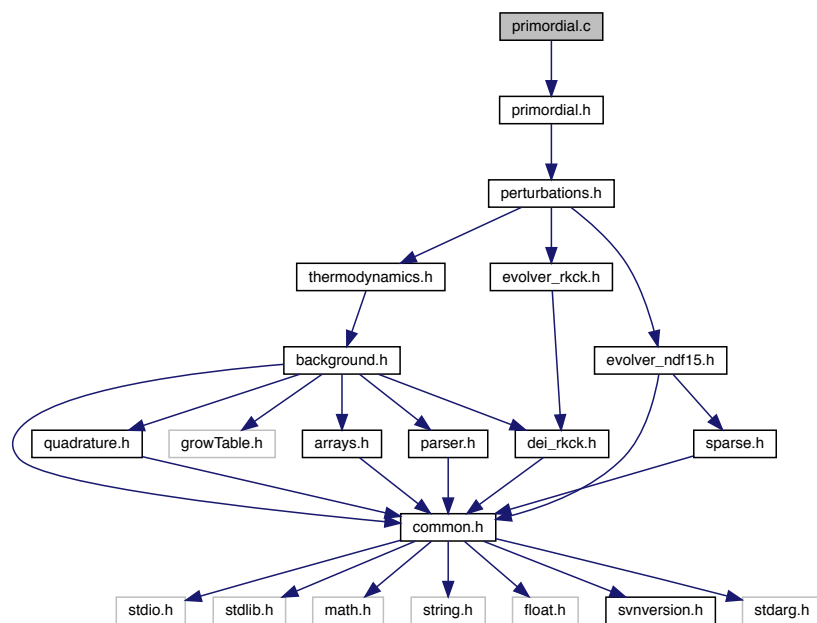 primordial.c
primordial.h
perturbations.h
thermodynamics.h
evolver_rkck.h
background.h
evolver_ndf15.h
quadrature.h
growTable.h
arrays.h
parser.h
dei_rkck.h
sparse.h
common.h
stdio.h
stdlib.h
math.h
string.h
float.h
svnversion.h
stdarg.h